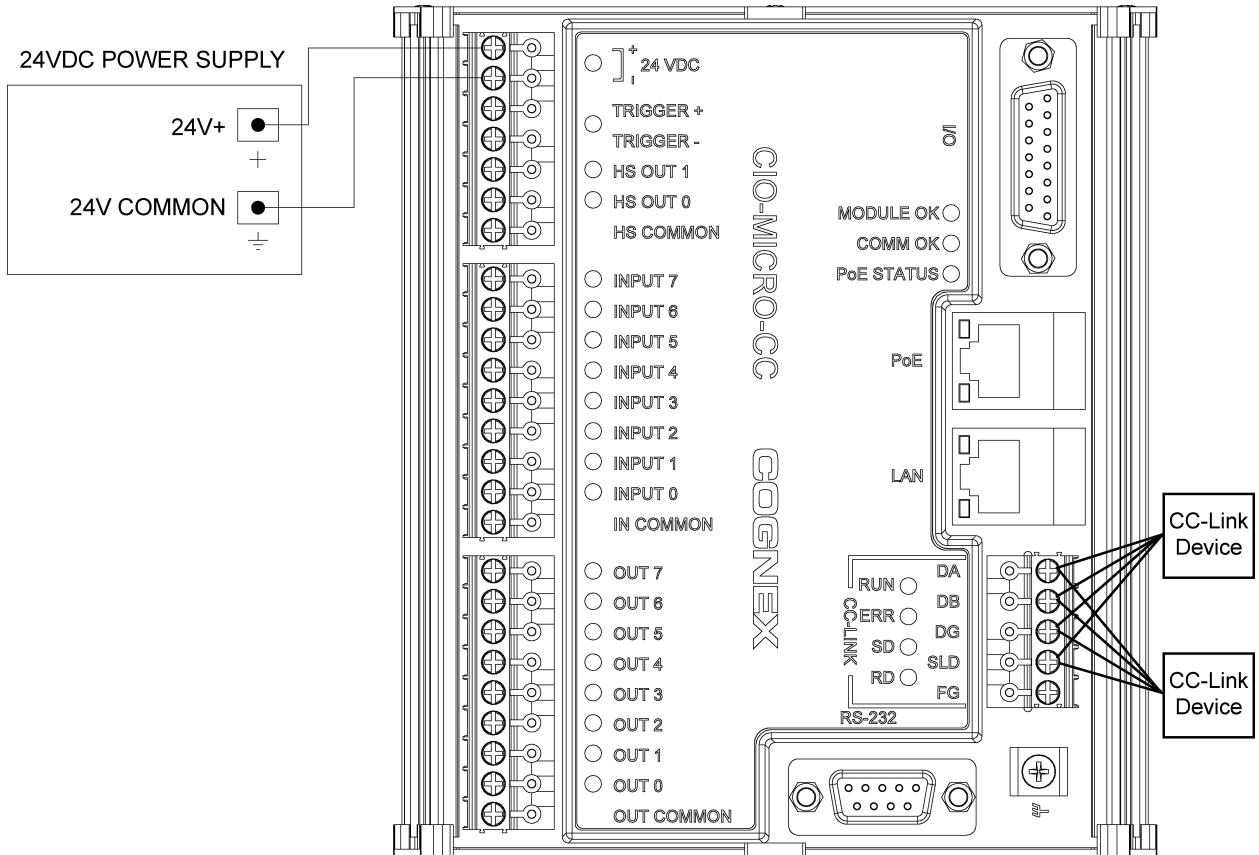 24VDC POWER SUPPLY
24V+
24V COMMON
+
-
24 VDC
TRIGGER +
TRIGGER -
HS OUT 1
HS OUT 0
HS COMMON
INPUT 7
INPUT 6
INPUT 5
INPUT 4
INPUT 3
INPUT 2
INPUT 1
INPUT 0
IN COMMON
OUT 7
OUT 6
OUT 5
OUT 4
OUT 3
OUT 2
OUT 1
OUT 0
OUT COMMON
CIO-MICRO-CC
COGNEX
I/O
MODULE OK
COMM OK
PoE STATUS
PoE
LAN
CC-LINK
RUN
ERR
SD
RD
DA
DB
DG
SLD
FG
RS-232
CC-Link
Device
CC-Link
Device